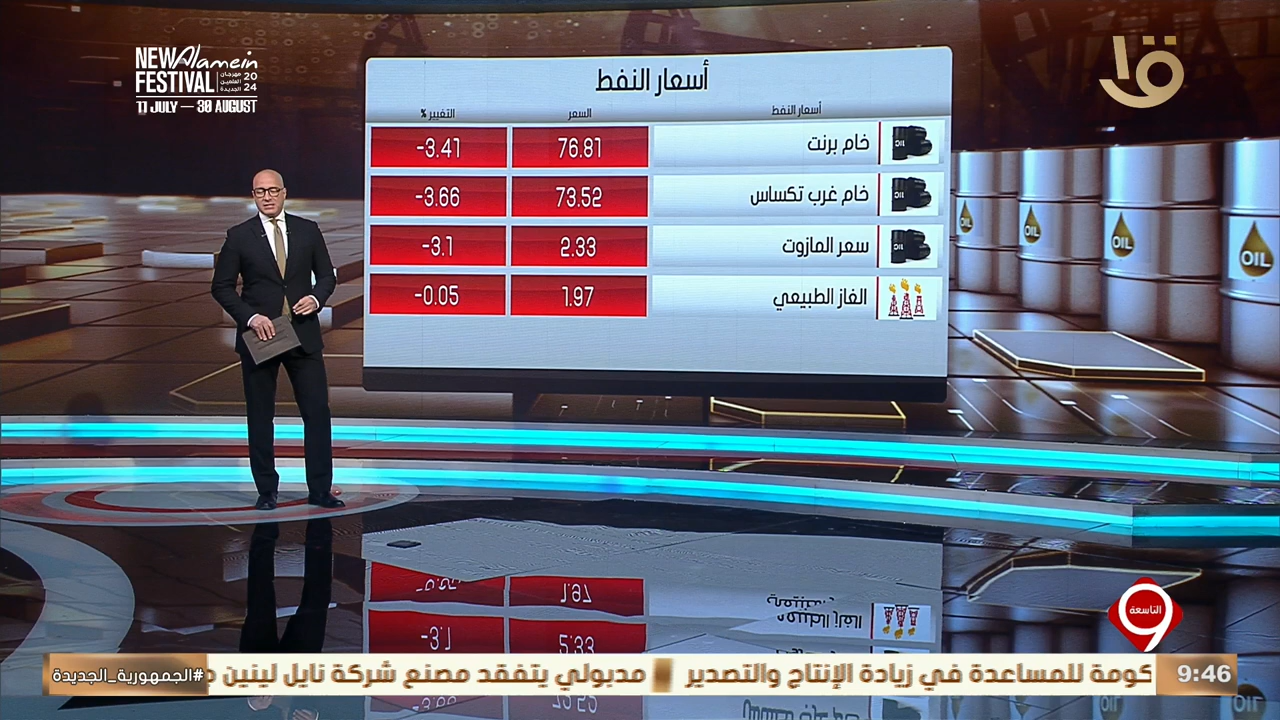 NEW Alamein
FESTIVAL
مهرجان
العلمين
الجديدة
2024
11 JULY — 30 AUGUST
أسعار النفط
أسعار النفط السعر التغيير %
خام برنت 76.81 -3.41
خام غرب تكساس 73.52 -3.66
سعر المازوت 2.33 -3.1
الغاز الطبيعي 1.97 -0.05
OIL
OIL
OIL
OIL
التاسعة
9
9:46 كومة للمساعدة في زيادة الإنتاج والتصدير مدبولي يتفقد مصنع شركة نايل لينين #الجمهورية_الجديدة